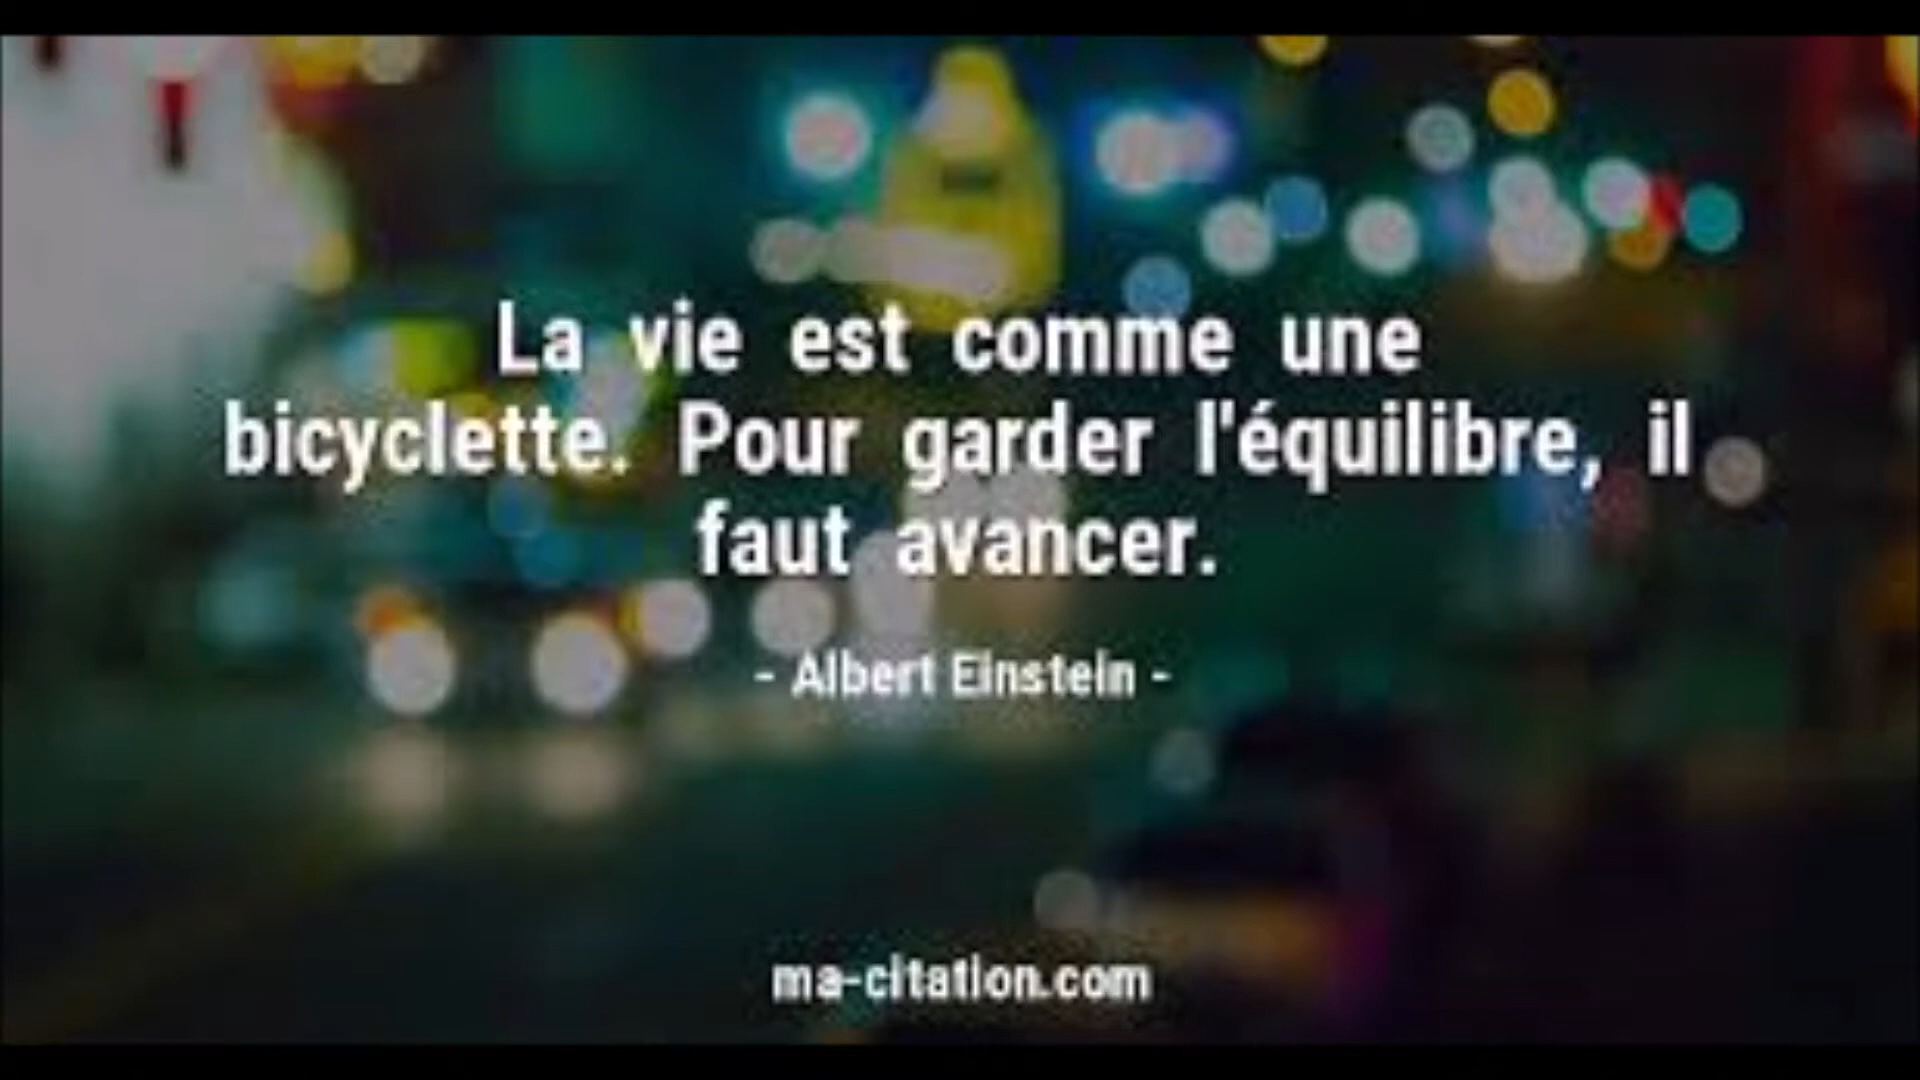 La vie est comme une
bicyclette. Pour garder l'équilibre, il
faut avancer.
- Albert Einstein -
ma-citation.com